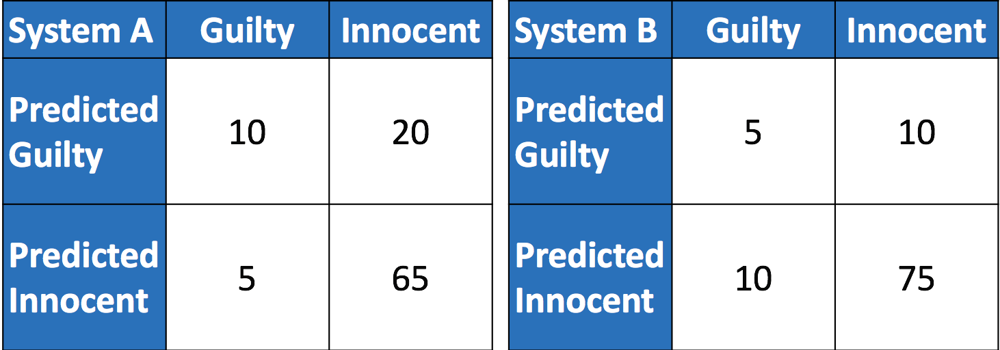 System A Guilty Innocent
Predicted Guilty 10 20
Predicted Innocent 5 65
System B Guilty Innocent
Predicted Guilty 5 10
Predicted Innocent 10 75